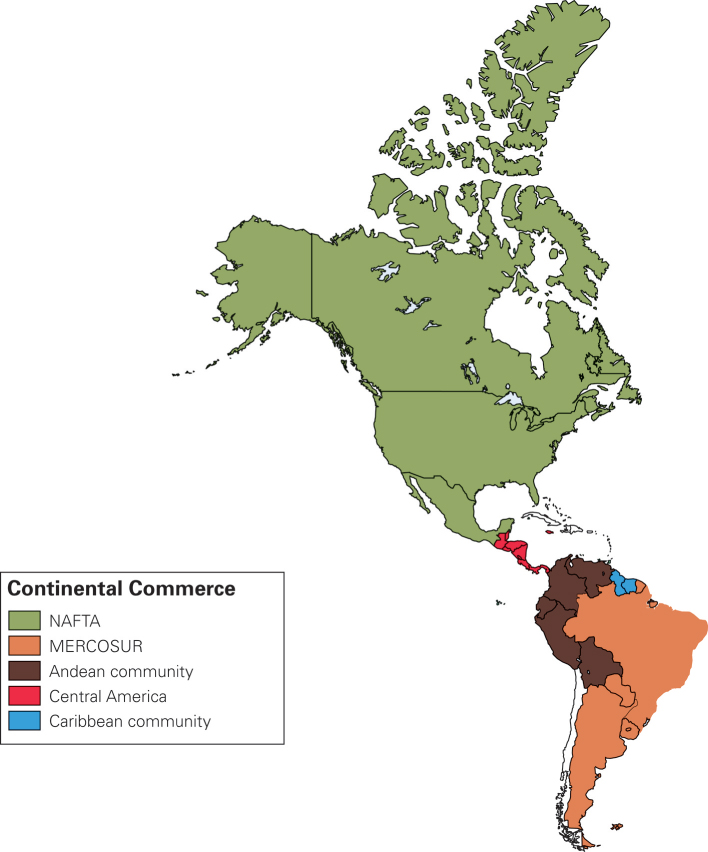 Continental Commerce
NAFTA
MERCOSUR
Andean community
Central America
Caribbean community